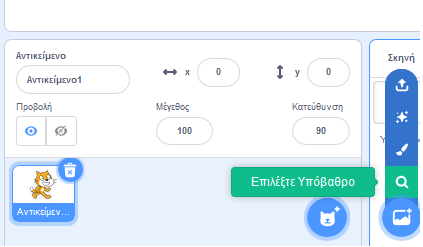 Αντικείμενο
Σκηνή
Αντικείμενο1
x
0
y
0
Προβολή
Μέγεθος
Κατεύθυνση
100
90
Επιλέξτε Υπόβαθρο
Αντικείμεν...